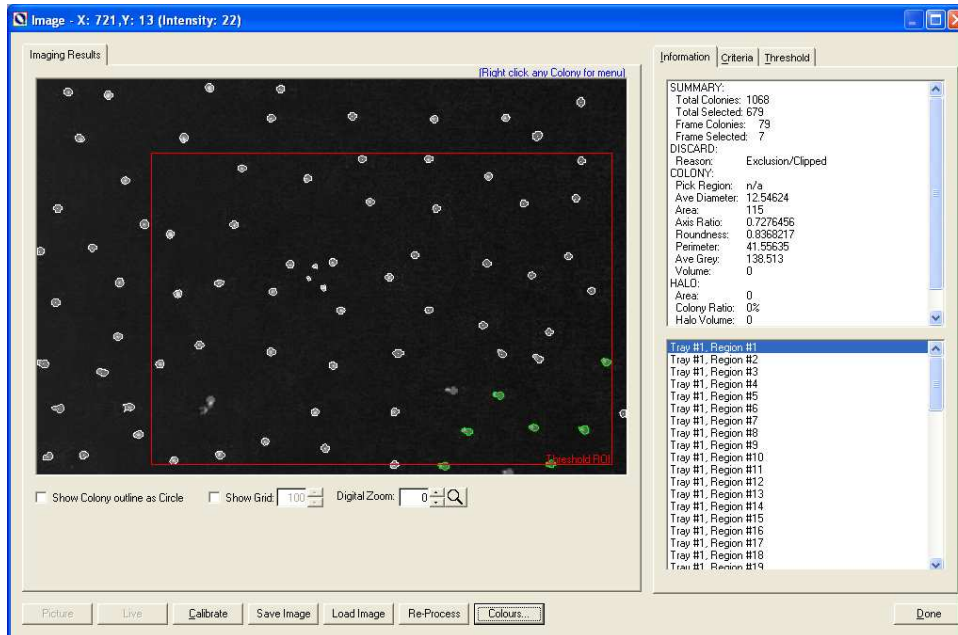 Image - X: 721,Y: 13 (Intensity: 22)
Imaging Results
[Right click any Colony for menu]
Threshold ROI
Show Colony outline as Circle
Show Grid: 100
Digital Zoom: 0
Information Criteria Threshold
SUMMARY:
Total Colonies: 1068
Total Selected: 679
Frame Colonies: 79
Frame Selected: 7
DISCARD:
Reason: Exclusion/Clipped
COLONY:
Pick Region: n/a
Ave Diameter: 12.54624
Area: 115
Axis Ratio: 0.7276456
Roundness: 0.8368217
Perimeter: 41.55635
Ave Grey: 138.513
Volume: 0
HALO:
Area: 0
Colony Ratio: 0%
Halo Volume: 0
Tray #1, Region #1
Tray #1, Region #2
Tray #1, Region #3
Tray #1, Region #4
Tray #1, Region #5
Tray #1, Region #6
Tray #1, Region #7
Tray #1, Region #8
Tray #1, Region #9
Tray #1, Region #10
Tray #1, Region #11
Tray #1, Region #12
Tray #1, Region #13
Tray #1, Region #14
Tray #1, Region #15
Tray #1, Region #16
Tray #1, Region #17
Tray #1, Region #18
Tray #1, Region #19
Picture Live Calibrate Save Image Load Image Re-Process Colours... Done